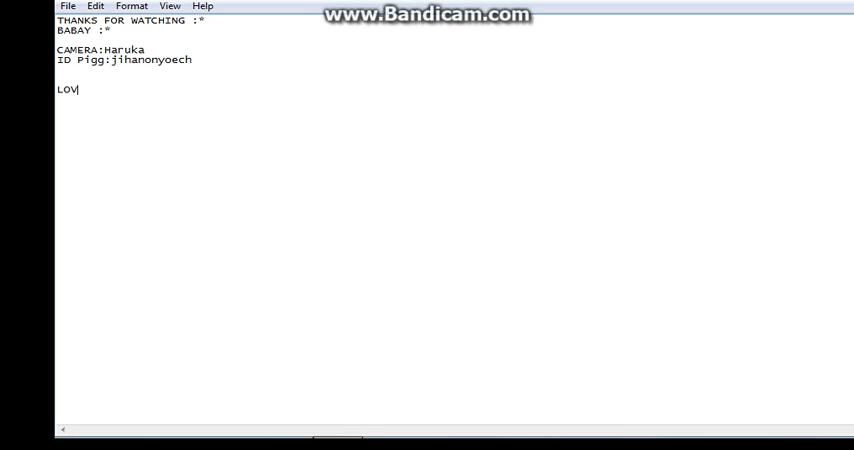 www.Bandicam.com
File Edit Format View Help
THANKS FOR WATCHING :*
BABAY :*
CAMERA:Haruka
ID Pigg:jihanonyoech
LOV